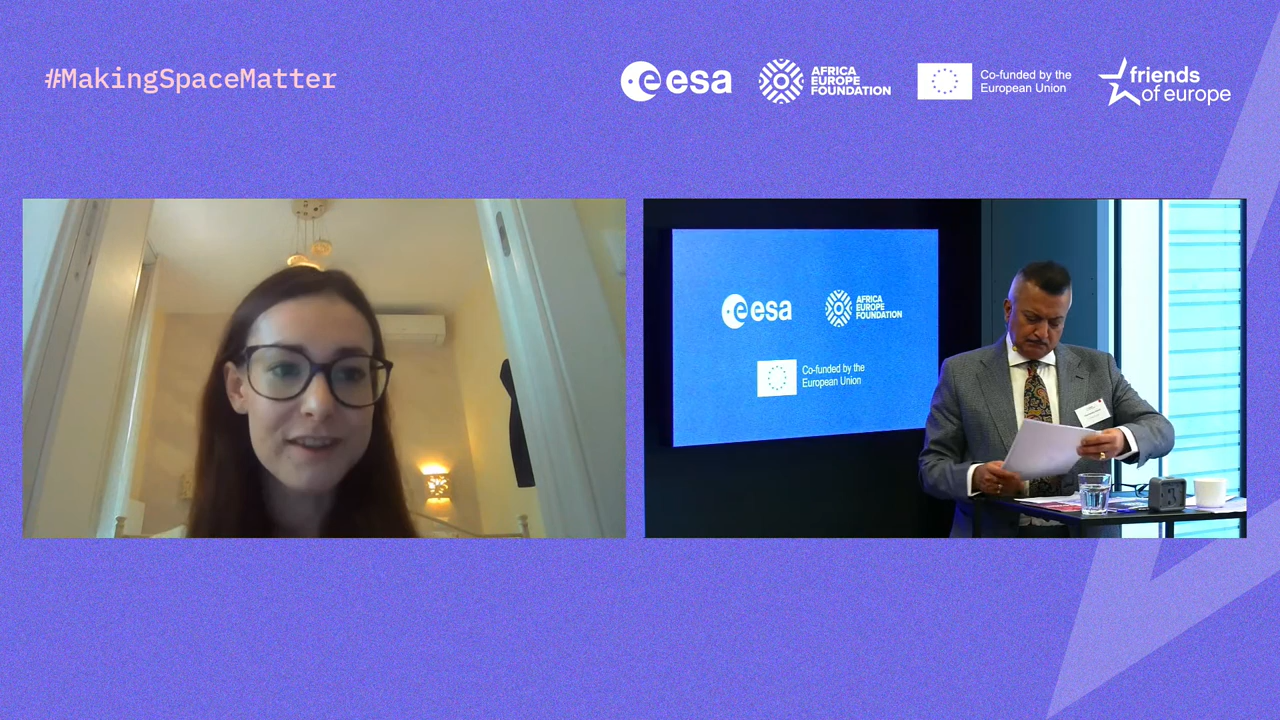 #MakingSpaceMatter
esa
AFRICA
EUROPE
FOUNDATION
Co-funded by the
European Union
friends
of europe
esa
AFRICA
EUROPE
FOUNDATION
Co-funded by the
European Union